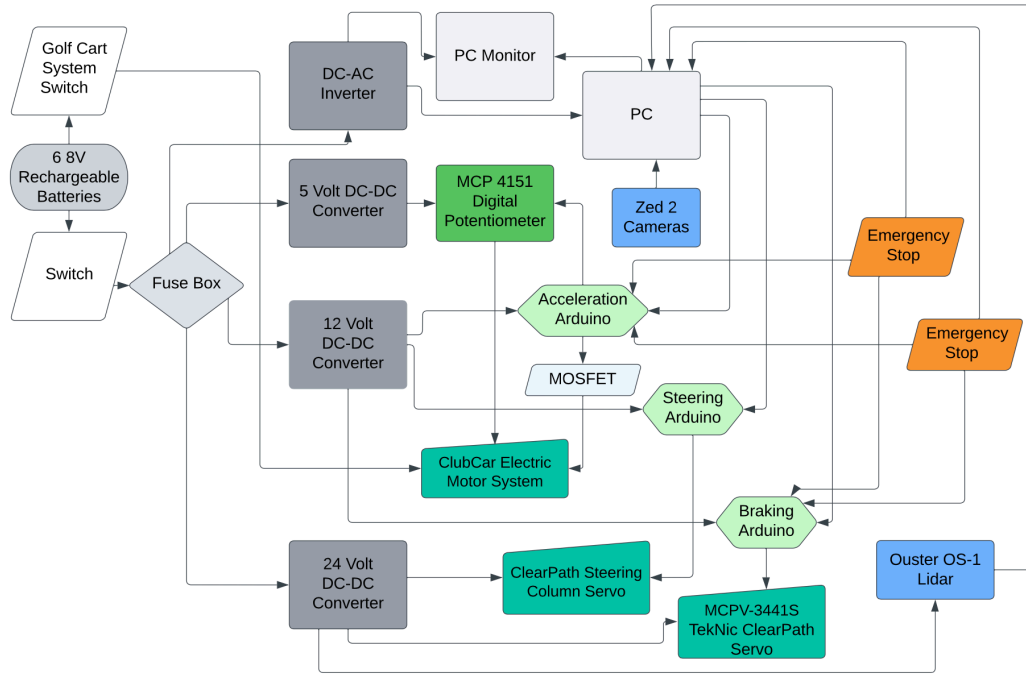 Golf Cart
System
Switch
6 8V
Rechargeable
Batteries
Switch
Fuse Box
DC-AC
Inverter
PC Monitor
PC
5 Volt DC-DC
Converter
MCP 4151
Digital
Potentiometer
Zed 2
Cameras
Emergency
Stop
Acceleration
Arduino
12 Volt
DC-DC
Converter
Emergency
Stop
MOSFET
Steering
Arduino
ClubCar Electric
Motor System
Braking
Arduino
24 Volt
DC-DC
Converter
ClearPath Steering
Column Servo
Ouster OS-1
Lidar
MCPV-3441S
TekNic ClearPath
Servo